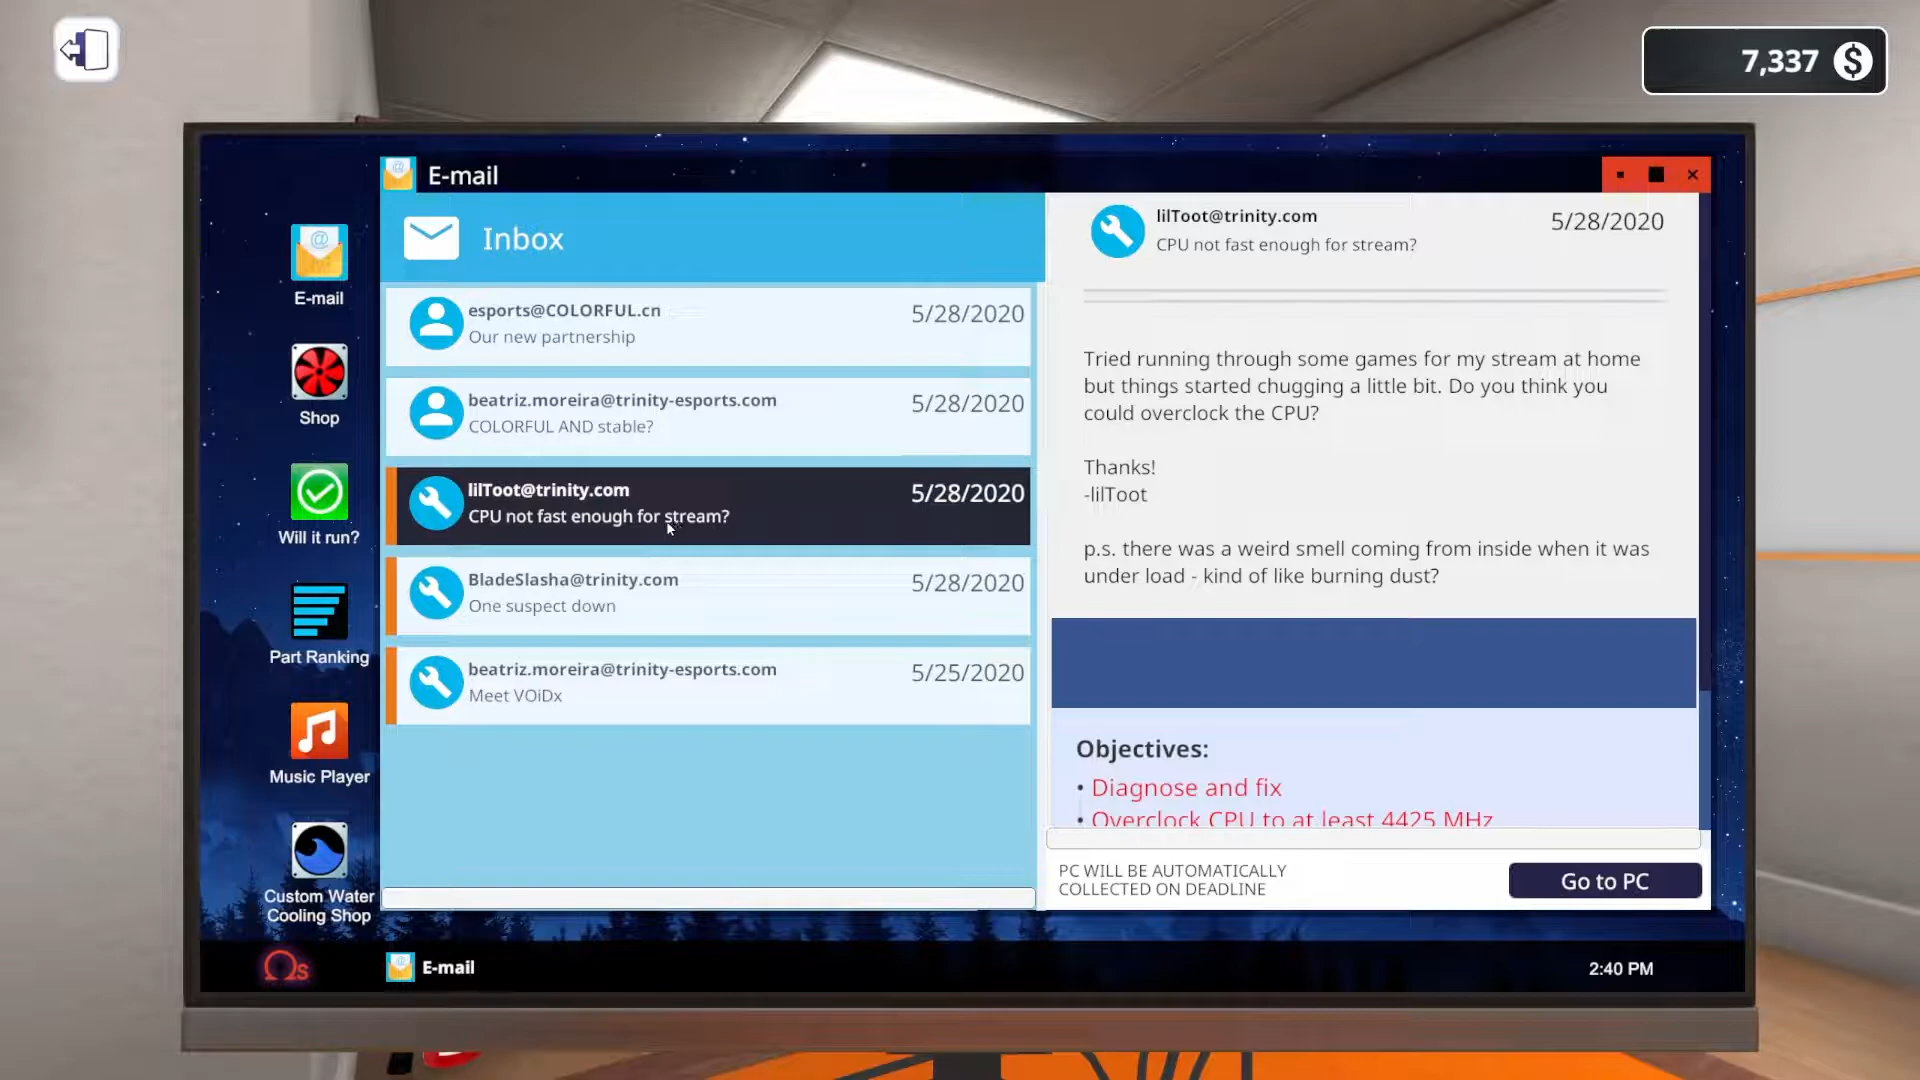 7,337 $
E-mail
Inbox
E-mail
Shop
Will it run?
Part Ranking
Music Player
Custom Water
Cooling Shop
esports@COLORFUL.cn
5/28/2020
Our new partnership
beatriz.moreira@trinity-esports.com
5/28/2020
COLORFUL AND stable?
lilToot@trinity.com
5/28/2020
CPU not fast enough for stream?
BladeSlasha@trinity.com
5/28/2020
One suspect down
beatriz.moreira@trinity-esports.com
5/25/2020
Meet VOiDx
lilToot@trinity.com
5/28/2020
CPU not fast enough for stream?
Tried running through some games for my stream at home
but things started chugging a little bit. Do you think you
could overclock the CPU?
Thanks!
-lilToot
p.s. there was a weird smell coming from inside when it was
under load - kind of like burning dust?
Objectives:
• Diagnose and fix
• Overclock CPU to at least 4425 MHz
PC WILL BE AUTOMATICALLY
COLLECTED ON DEADLINE
Go to PC
Ωs
E-mail
2:40 PM